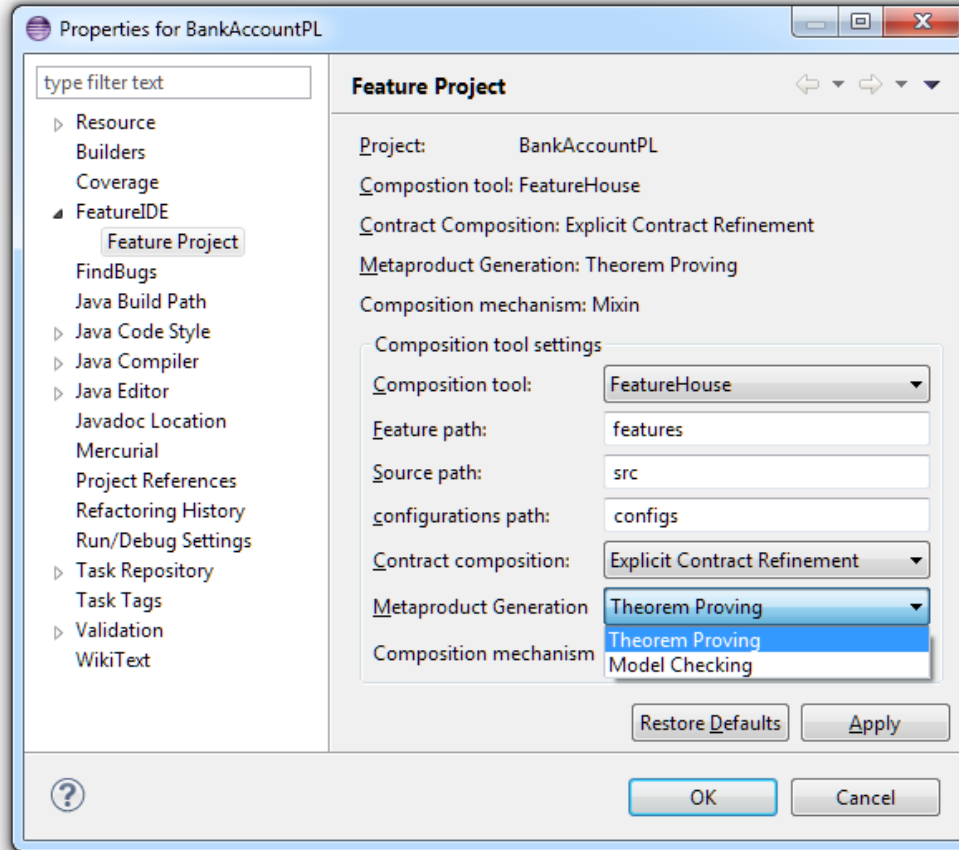 Properties for BankAccountPL
type filter text
Resource
Builders
Coverage
FeatureIDE
Feature Project
FindBugs
Java Build Path
Java Code Style
Java Compiler
Java Editor
Javadoc Location
Mercurial
Project References
Refactoring History
Run/Debug Settings
Task Repository
Task Tags
Validation
WikiText
Feature Project
Project: BankAccountPL
Compostion tool: FeatureHouse
Contract Composition: Explicit Contract Refinement
Metaproduct Generation: Theorem Proving
Composition mechanism: Mixin
Composition tool settings
Composition tool: FeatureHouse
Feature path: features
Source path: src
configurations path: configs
Contract composition: Explicit Contract Refinement
Metaproduct Generation Theorem Proving
Theorem Proving
Composition mechanism Model Checking
Restore Defaults Apply
? OK Cancel